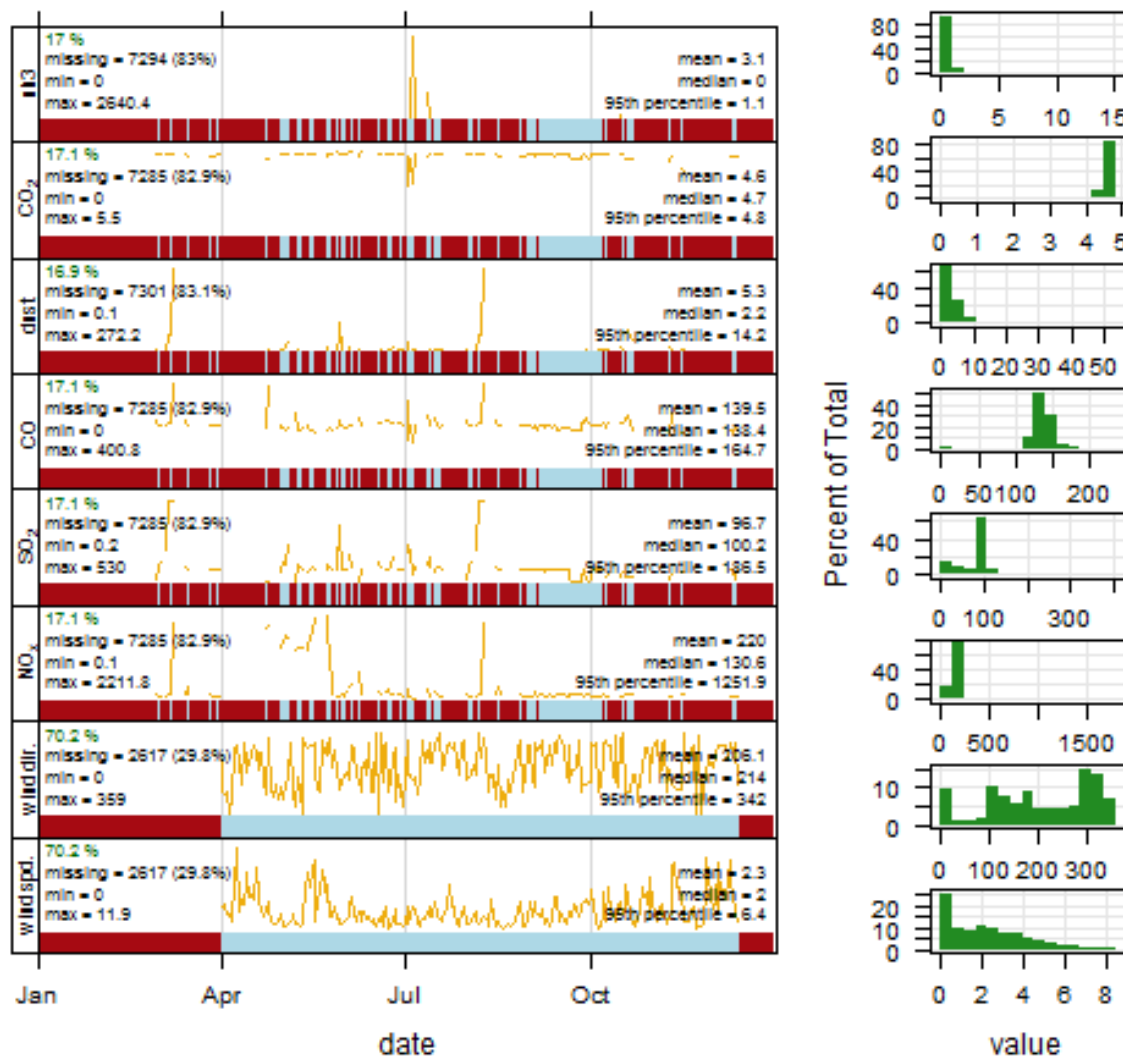 nh3
17 %
missing = 7294 (83%)
min = 0
max = 2640.4
mean = 3.1
median = 0
95th percentile = 1.1
CO2
17.1 %
missing = 7285 (82.9%)
min = 0
max = 5.5
mean = 4.6
median = 4.7
95th percentile = 4.8
dist
16.9 %
missing = 7301 (83.1%)
min = 0.1
max = 272.2
mean = 5.3
median = 2.2
95th percentile = 14.2
CO
17.1 %
missing = 7285 (82.9%)
min = 0
max = 400.8
mean = 139.5
median = 138.4
95th percentile = 164.7
SO2
17.1 %
missing = 7285 (82.9%)
min = 0.2
max = 530
mean = 96.7
median = 100.2
95th percentile = 186.5
NOx
17.1 %
missing = 7285 (82.9%)
min = 0.1
max = 2211.8
mean = 220
median = 130.6
95th percentile = 1251.9
wind dir.
70.2 %
missing = 2617 (29.8%)
min = 0
max = 359
mean = 206.1
median = 214
95th percentile = 342
wind spd.
70.2 %
missing = 2617 (29.8%)
min = 0
max = 11.9
mean = 2.3
median = 2
95th percentile = 6.4
Jan Apr Jul Oct
date
Percent of Total
80
40
0
0 5 10 15
80
40
0
0 1 2 3 4 5
40
0
0 10 20 30 40 50
40
20
0
0 50 100 200
40
0
0 100 300
40
0
0 500 1500
10
0
0 100 200 300
20
10
0
0 2 4 6 8
value